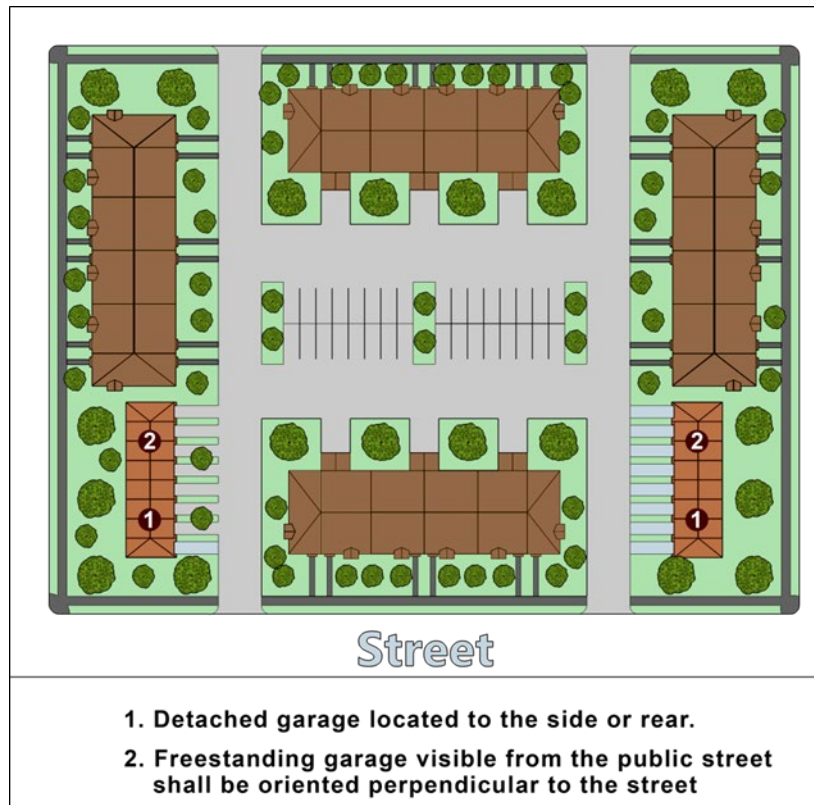 2
2
1
1
Street
1. Detached garage located to the side or rear.
2. Freestanding garage visible from the public street
shall be oriented perpendicular to the street